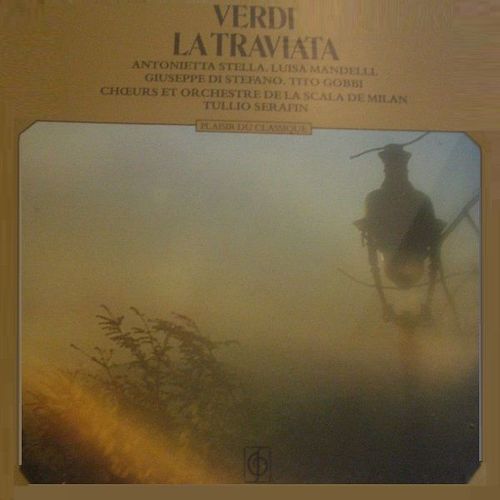 VERDI
LA TRAVIATA
ANTONIETTA STELLA, LUISA MANDELLI,
GIUSEPPE DI STEFANO, TITO GOBBI
CHŒURS ET ORCHESTRE DE LA SCALA DE MILAN
TULLIO SERAFIN
PLAISIR DU CLASSIQUE